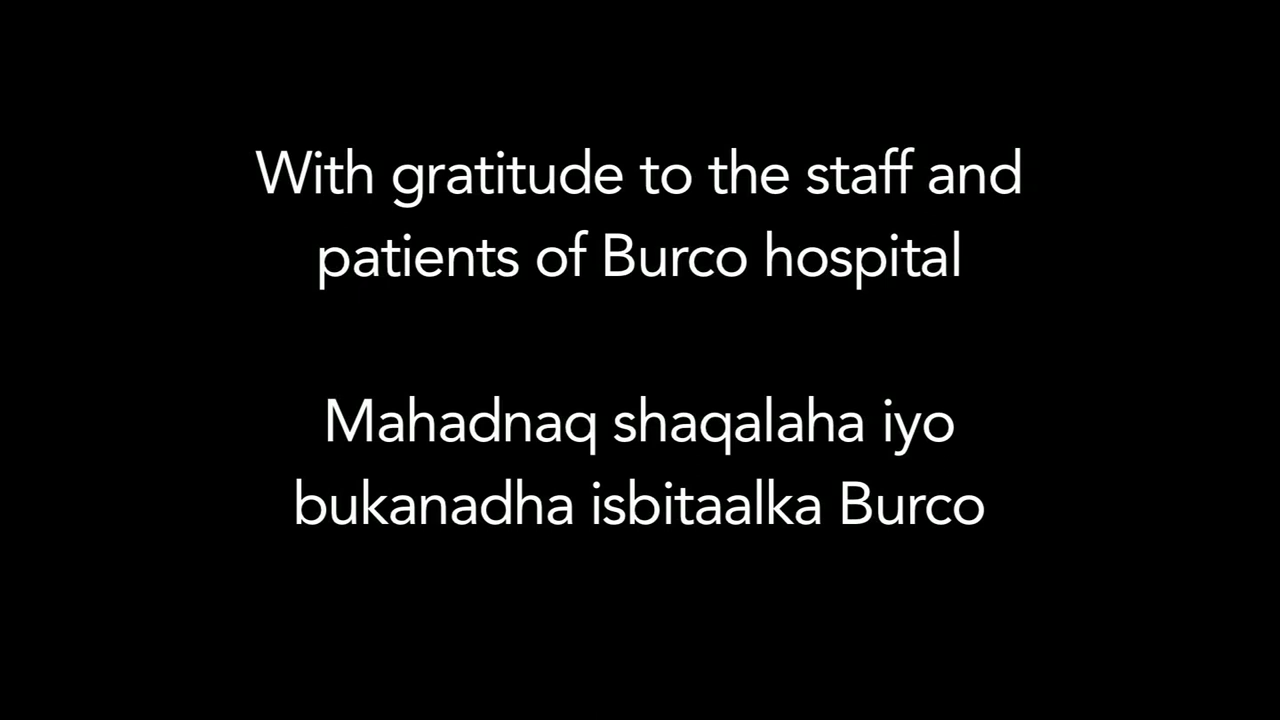 With gratitude to the staff and
patients of Burco hospital
Mahadnaq shaqalaha iyo
bukanadha isbitaalka Burco